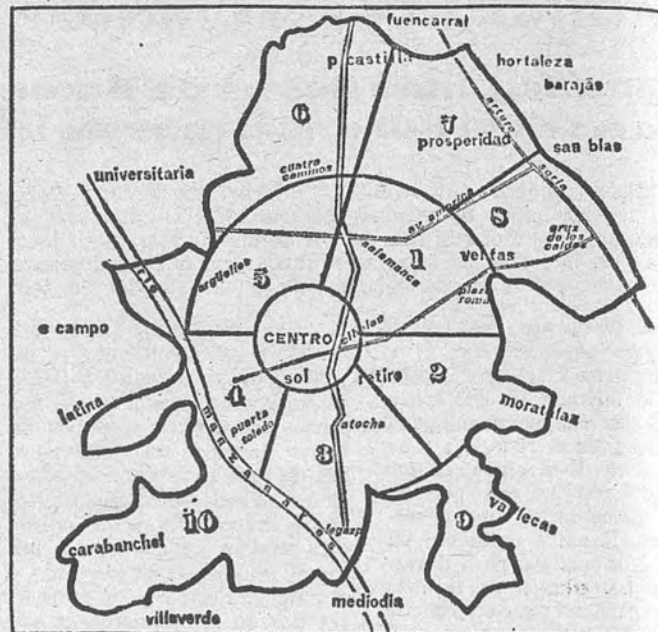 fuencarral
p. castilla
hortaleza
barajas
6
7
arturo
prosperidad
san blas
soria
universitaria
cuatro
caminos
av. america
8
cruz
de los
caidos
salamanca
1
ventas
argüelles
5
plaza
roma
rio
CENTRO
cibeles
c campo
sol
retiro
2
4
latina
puerta
toledo
moratalaz
manzanares
atocha
3
10
vallecas
9
legazpi
carabanchel
mediodia
villaverde